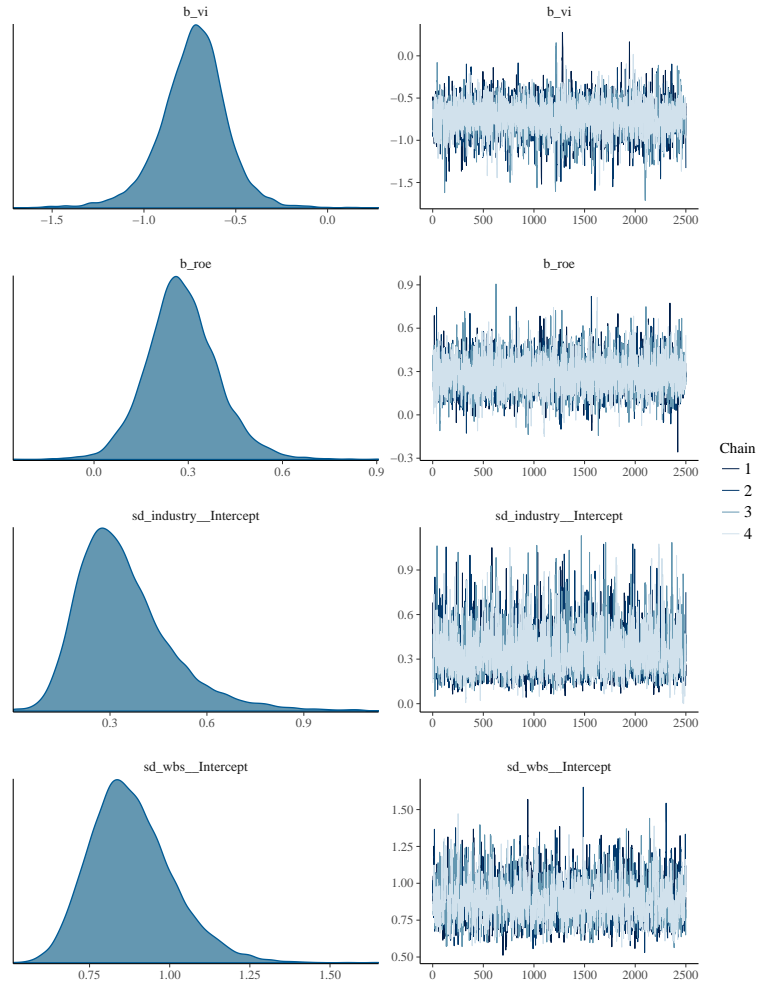 b_vi
−1.5 −1.0 −0.5 0.0
b_vi
0.0
−0.5
−1.0
−1.5
0 500 1000 1500 2000 2500
b_roe
0.0 0.3 0.6 0.9
b_roe
0.9
0.6
0.3
0.0
−0.3
0 500 1000 1500 2000 2500
sd_industry__Intercept
0.3 0.6 0.9
sd_industry__Intercept
0.9
0.6
0.3
0.0
0 500 1000 1500 2000 2500
sd_wbs__Intercept
0.75 1.00 1.25 1.50
sd_wbs__Intercept
1.50
1.25
1.00
0.75
0.50
0 500 1000 1500 2000 2500
Chain
1
2
3
4